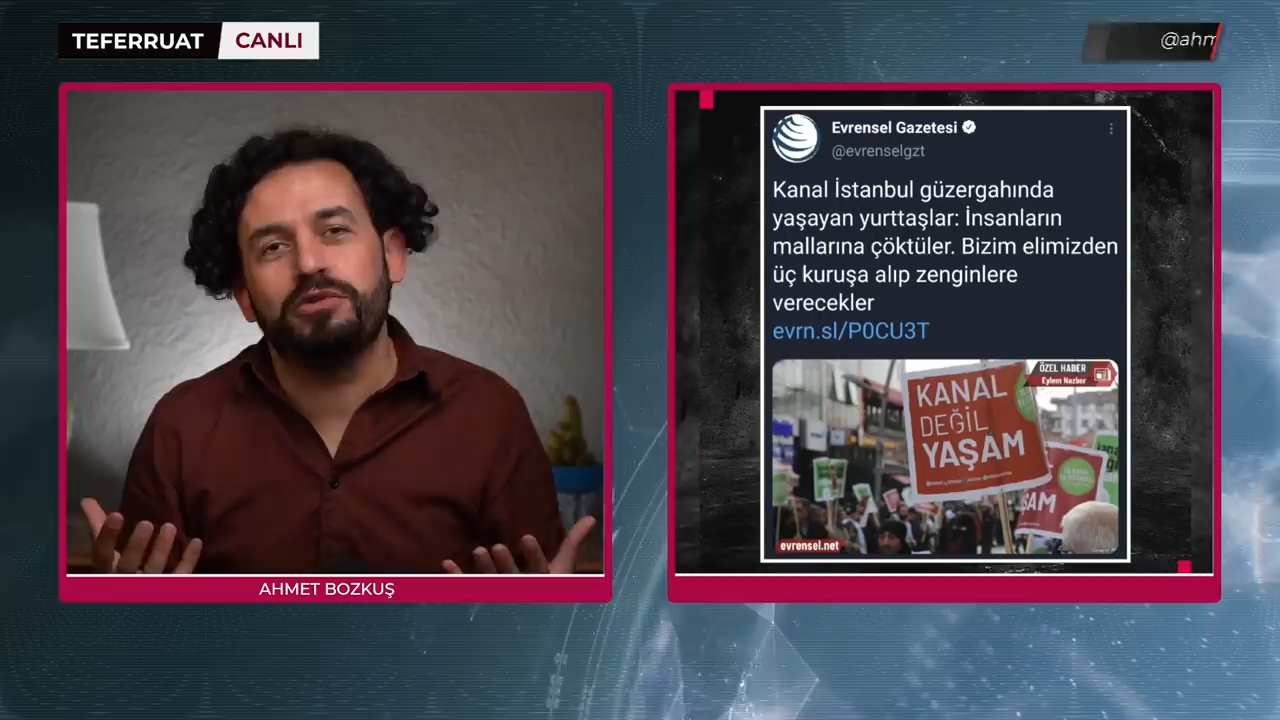 TEFERRUAT CANLI
@ahm
Evrensel Gazetesi
@evrenselgzt
Kanal İstanbul güzergahında
yaşayan yurttaşlar: İnsanların
mallarına çöktüler. Bizim elimizden
üç kuruşa alıp zenginlere
verecekler
evrn.sl/P0CU3T
ÖZEL HABER
Eylem Nazlıer
KANAL
DEĞİL
YAŞAM
evrensel.net
AHMET BOZKUŞ